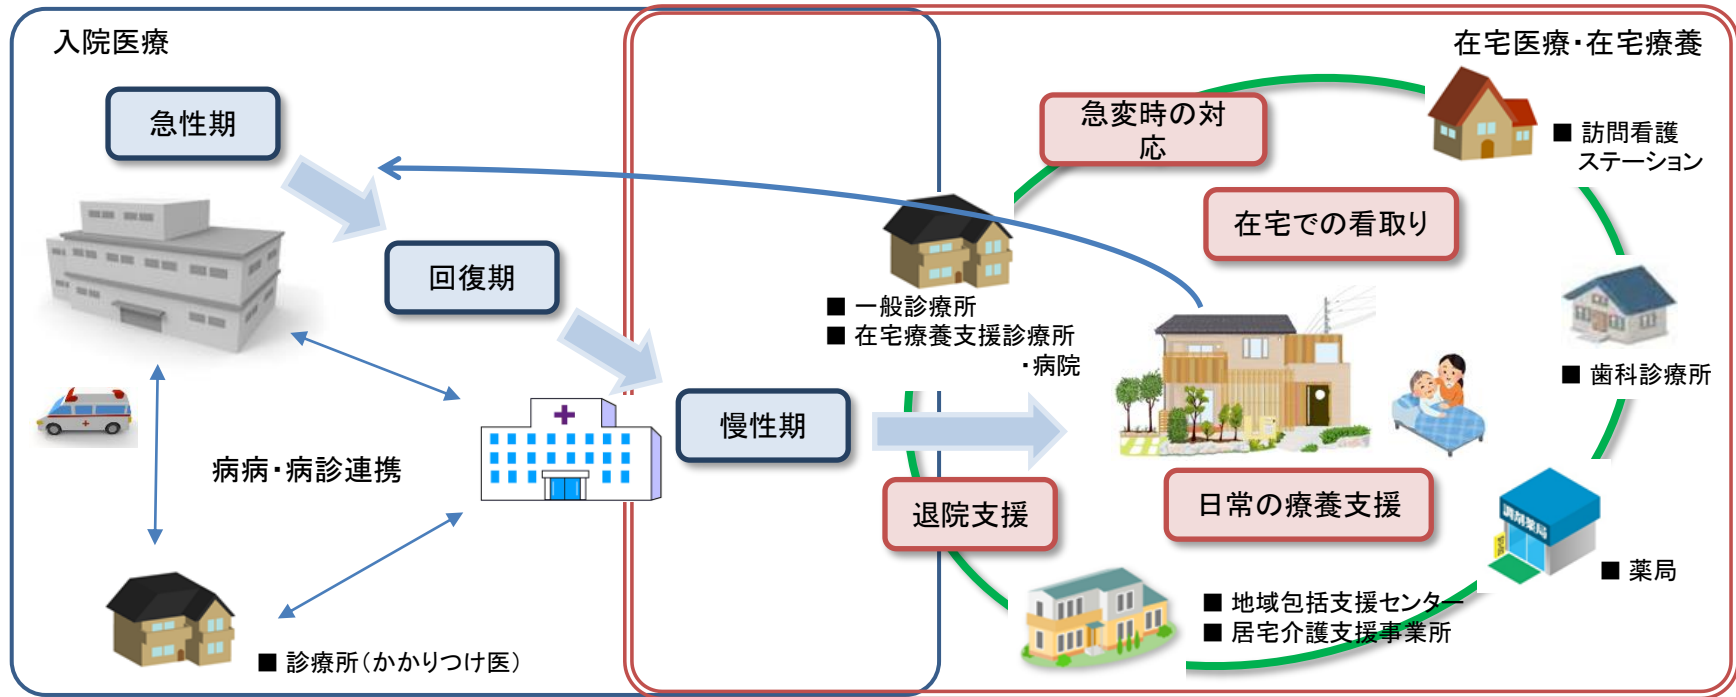 入院医療
在宅医療・在宅療養
急性期
急変時の対
応
■ 訪問看護
ステーション
在宅での看取り
回復期
■ 一般診療所
■ 在宅療養支援診療所
・病院
■ 歯科診療所
慢性期
病病・病診連携
退院支援
日常の療養支援
調剤薬局
■ 薬局
■ 地域包括支援センター
■ 居宅介護支援事業所
■ 診療所(かかりつけ医)